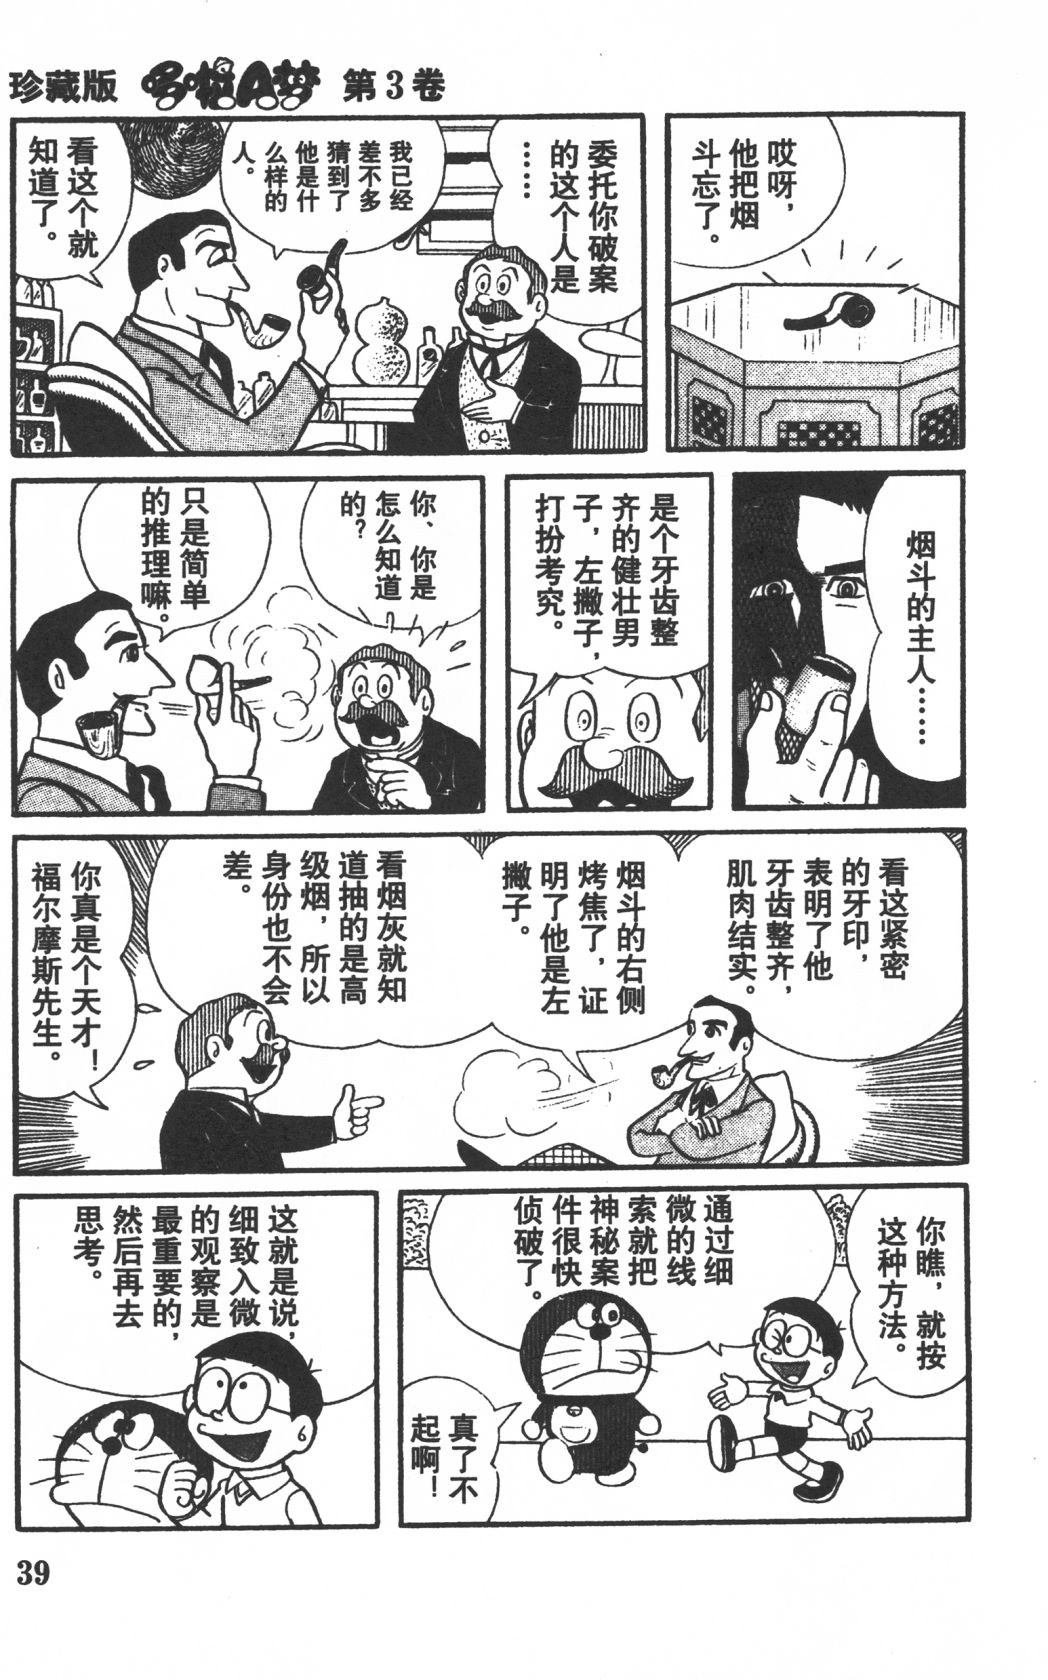 珍藏版 哆啦A梦 第3卷
哎呀，
他把烟
斗忘了。
委托你破案
的这个人是
……
我已经
差不多
猜到了
他是什
么样的
人。
看这个就
知道了。
烟斗的主人……
是个牙齿整
齐的健壮男
子，左撇子，
打扮考究。
你、你是
怎么知道
的？
只是简单
的推理嘛。
看这紧密
的牙印，
表明了他
牙齿整齐，
肌肉结实。
烟斗的右侧
烤焦了，证
明了他是左
撇子。
看烟灰就知
道抽的是高
级烟，所以
身份也不会
差。
你真是个天才！
福尔摩斯先生。
你瞧，就按
这种方法。
通过细
微的线
索就把
神秘案
件很快
侦破了。
真了不
起啊！
这就是说，
细致入微
的观察是
最重要的，
然后再去
思考。
39